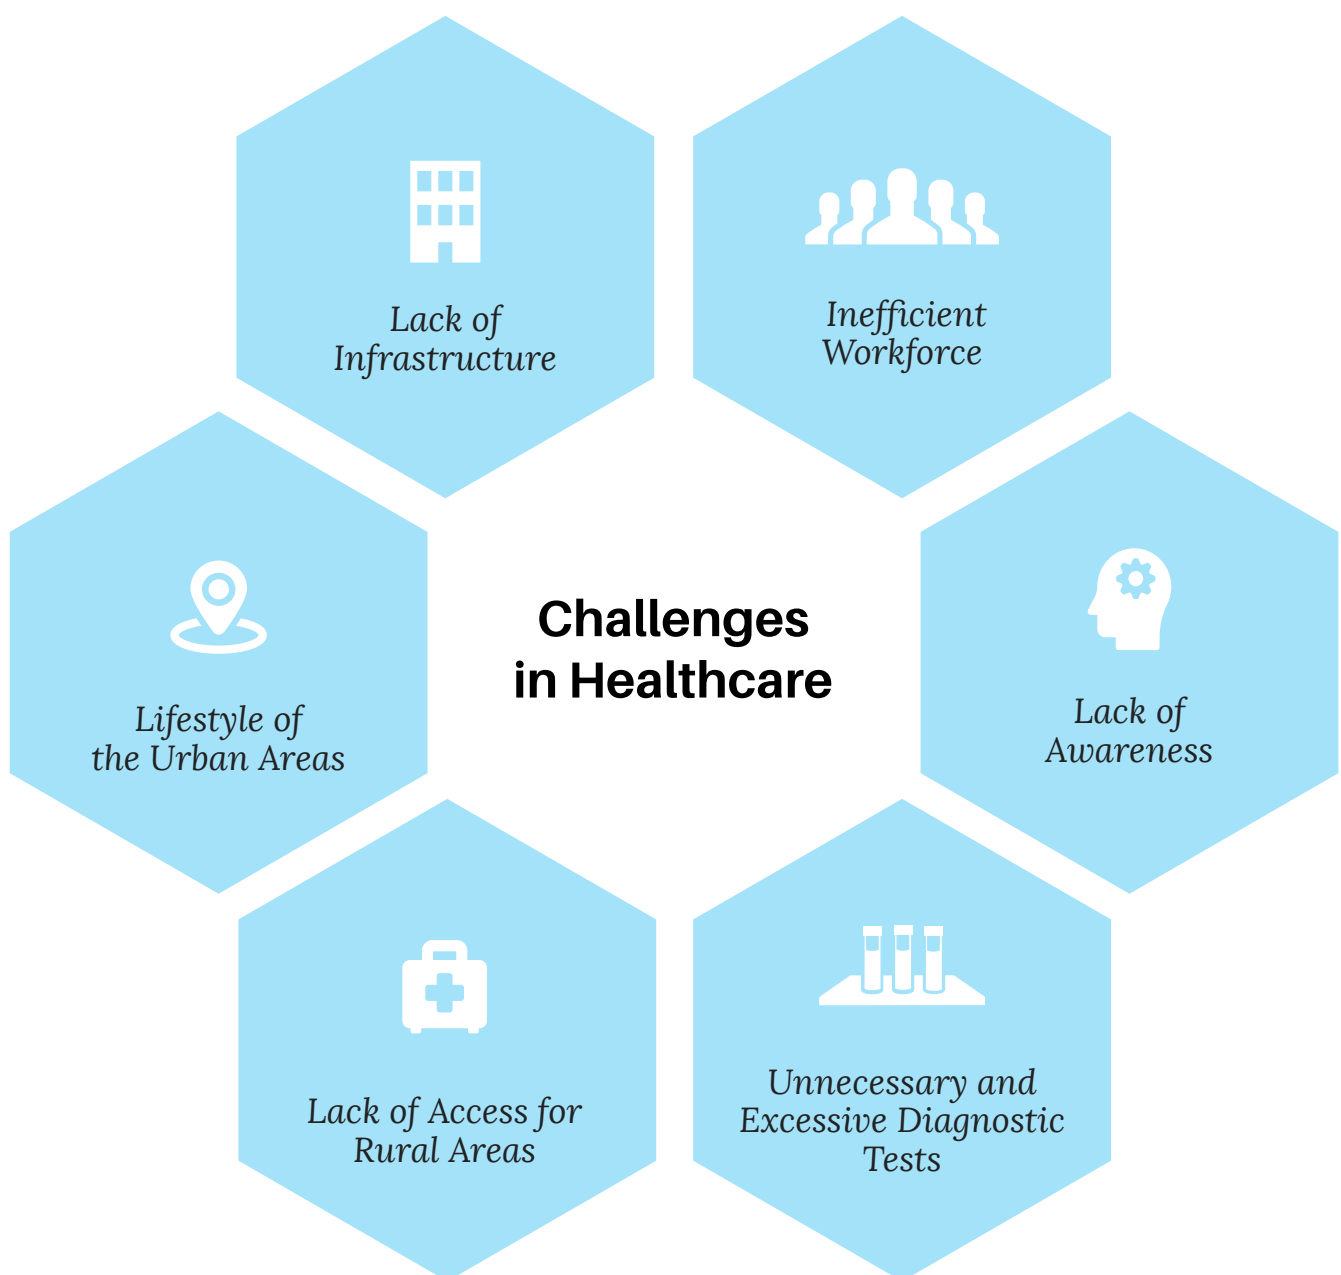 Lack of
Infrastructure
Inefficient
Workforce
Lifestyle of
the Urban Areas
Challenges
in Healthcare
Lack of
Awareness
Lack of Access for
Rural Areas
Unnecessary and
Excessive Diagnostic
Tests